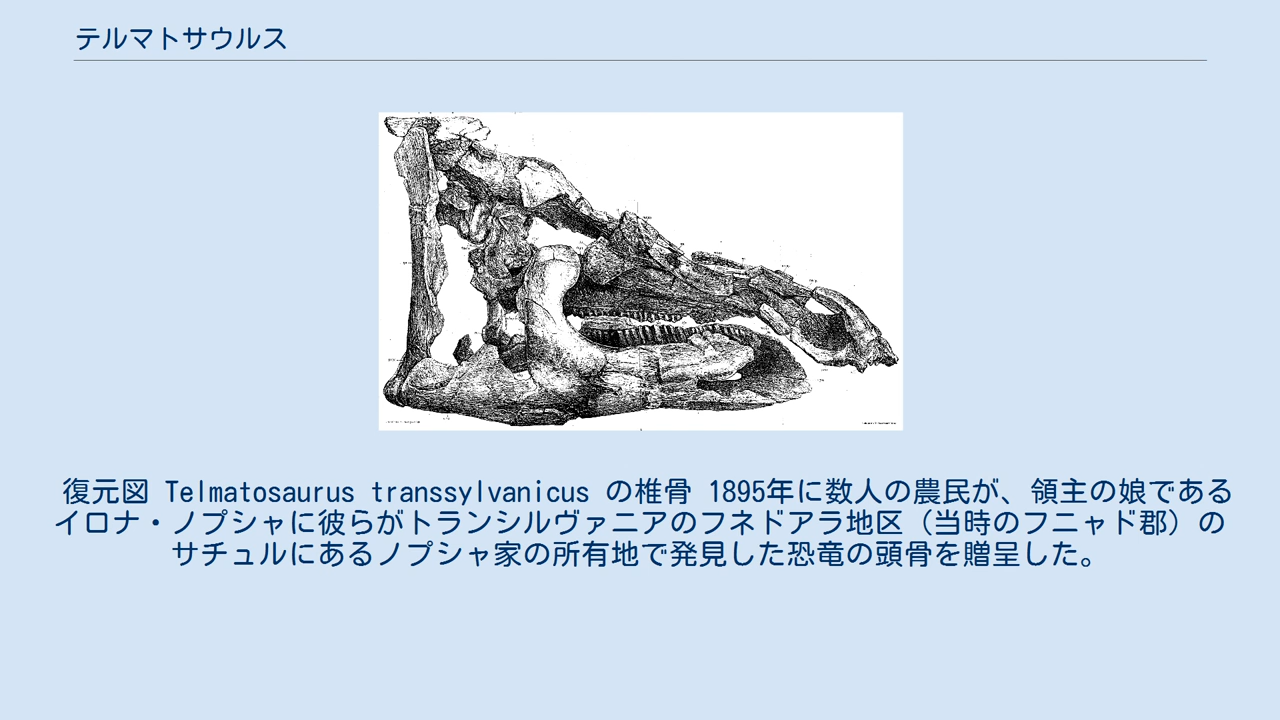 テルマトサウルス
復元図 Telmatosaurus transsylvanicus の椎骨 1895年に数人の農民が、領主の娘である
イロナ・ノプシャに彼らがトランシルヴァニアのフネドアラ地区（当時のフニャド郡）の
サチュルにあるノプシャ家の所有地で発見した恐竜の頭骨を贈呈した。